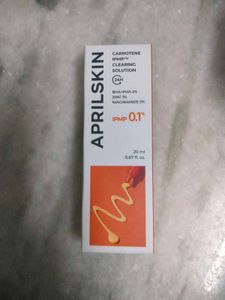 APRILSKIN
CARROTENE
IPMP™
CLEARING
SOLUTION
24H
BHA+PHA 2%
ZINC 1%
NIACINAMIDE 5%
IPMP 0.1%
20 ml
0.67 fl. oz.